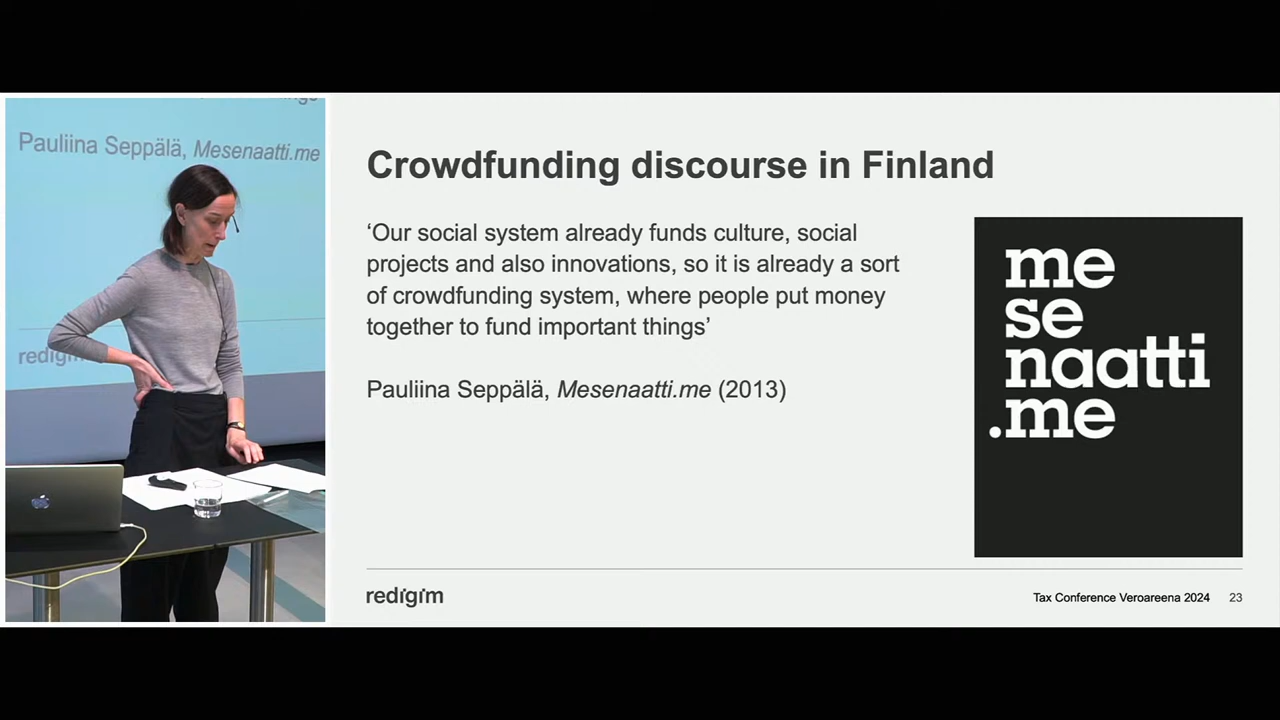 Pauliina Seppälä, Mesenaatti.me
Crowdfunding discourse in Finland
‘Our social system already funds culture, social
projects and also innovations, so it is already a sort
of crowdfunding system, where people put money
together to fund important things’
Pauliina Seppälä, Mesenaatti.me (2013)
me
se
naatti
.me
redigim
Tax Conference Veroareena 2024 23